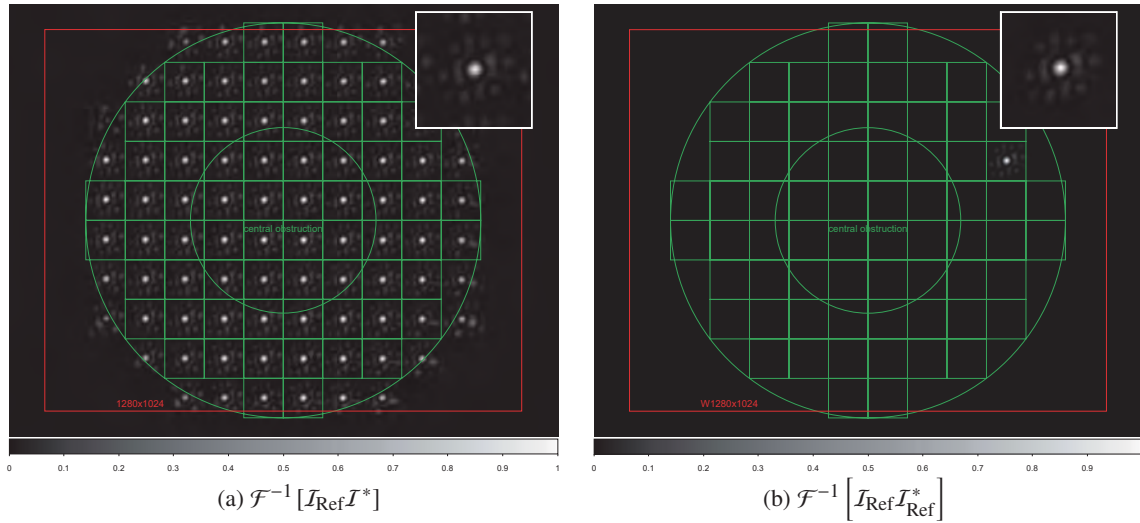 central obstruction
1280x1024
0 0.1 0.2 0.3 0.4 0.5 0.6 0.7 0.8 0.9 1
(a) ℱ⁻¹ [ℐ_Ref ℐ*]
central obstruction
W1280x1024
0 0.1 0.2 0.3 0.4 0.5 0.6 0.7 0.8 0.9
(b) ℱ⁻¹ [ℐ_Ref ℐ*_Ref]